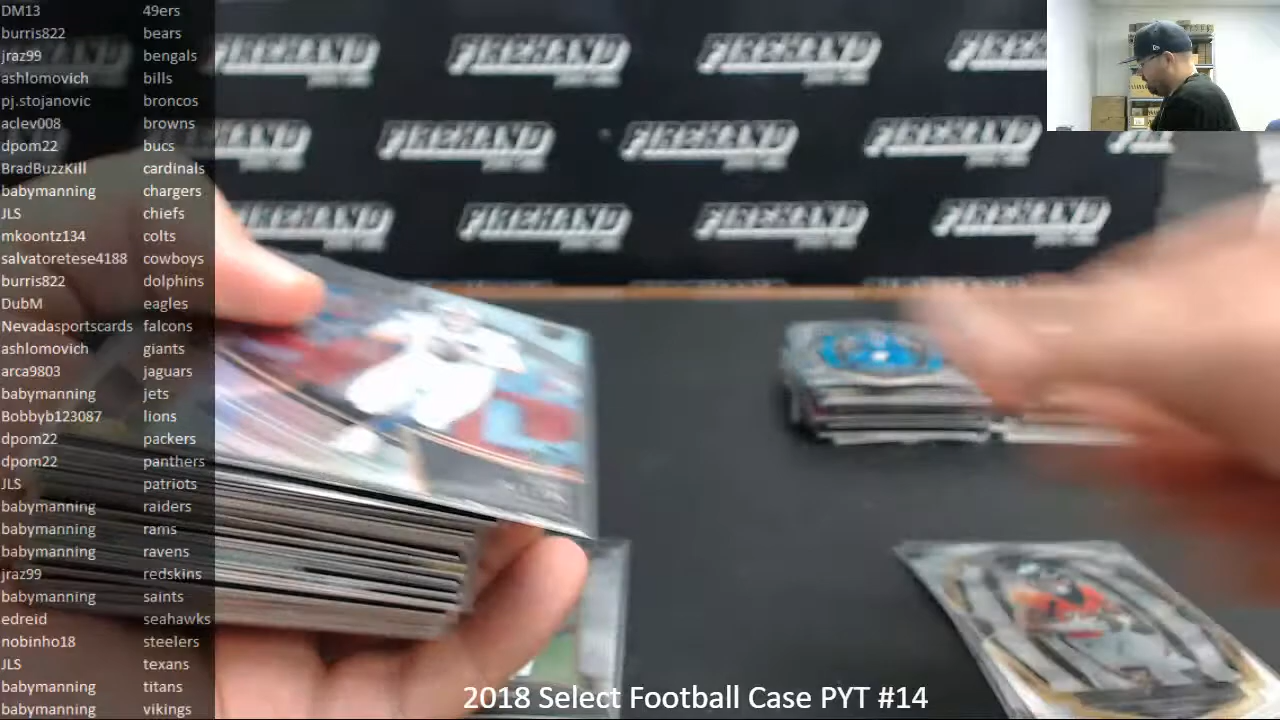 DM13 49ers
burris822 bears
jraz99 bengals
ashlomovich bills
pj.stojanovic broncos
aclev008 browns
dpom22 bucs
BradBuzzKill cardinals
babymanning chargers
JLS chiefs
mkoontz134 colts
salvatoretese4188 cowboys
burris822 dolphins
DubM eagles
Nevadasportscards falcons
ashlomovich giants
arca9803 jaguars
babymanning jets
Bobbyb123087 lions
dpom22 packers
dpom22 panthers
JLS patriots
babymanning raiders
babymanning rams
babymanning ravens
jraz99 redskins
babymanning saints
edreid seahawks
nobinho18 steelers
JLS texans
babymanning titans
babymanning vikings
FIREHAND FIREHAND FIREHAND FIREHAND
FIREHAND FIREHAND FIREHAND FIREHAND
FIREHAND FIREHAND FIREHAND FIREHAND
2018 Select Football Case PYT #14